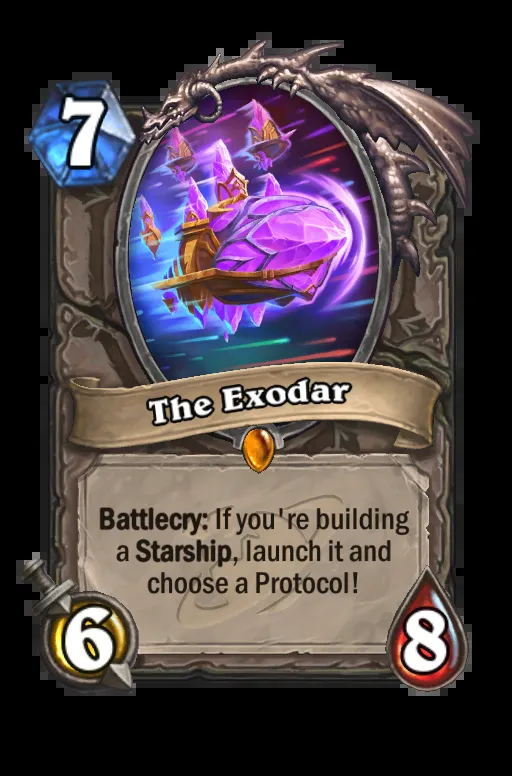 7
The Exodar
Battlecry: If you're building
a Starship, launch it and
choose a Protocol!
6
8